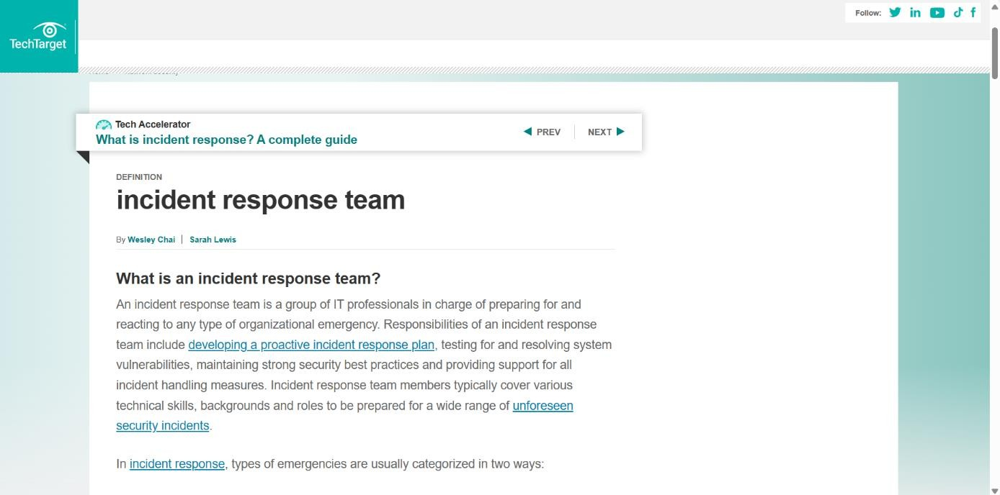 Follow:
TechTarget
Tech Accelerator
What is incident response? A complete guide
PREV
NEXT
DEFINITION
incident response team
By Wesley Chai | Sarah Lewis
What is an incident response team?
An incident response team is a group of IT professionals in charge of preparing for and
reacting to any type of organizational emergency. Responsibilities of an incident response
team include developing a proactive incident response plan, testing for and resolving system
vulnerabilities, maintaining strong security best practices and providing support for all
incident handling measures. Incident response team members typically cover various
technical skills, backgrounds and roles to be prepared for a wide range of unforeseen
security incidents.
In incident response, types of emergencies are usually categorized in two ways: